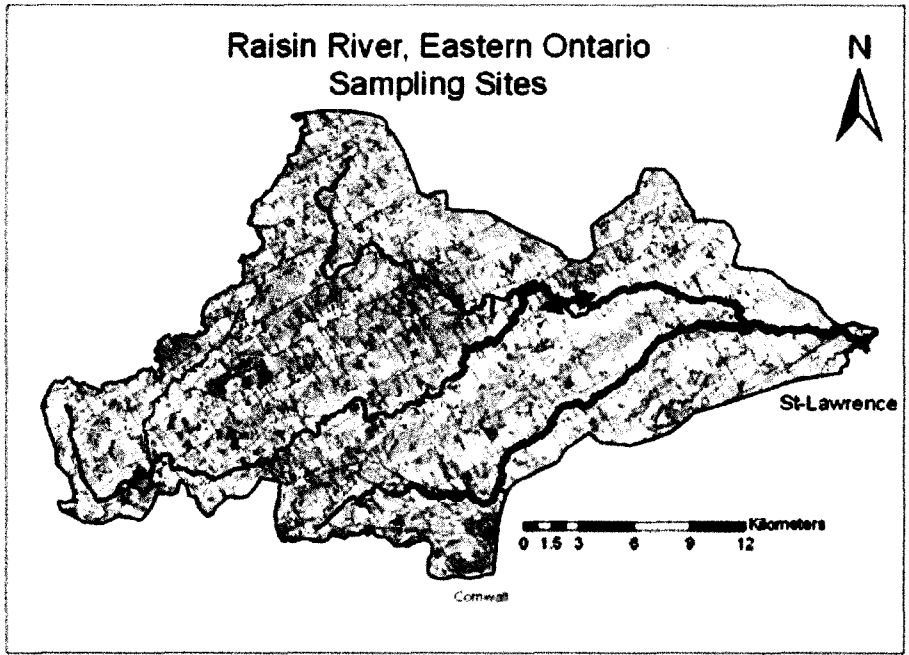 Raisin River, Eastern Ontario
Sampling Sites
N
St-Lawrence
Kilometers
0 1.5 3 6 9 12
Cornwall